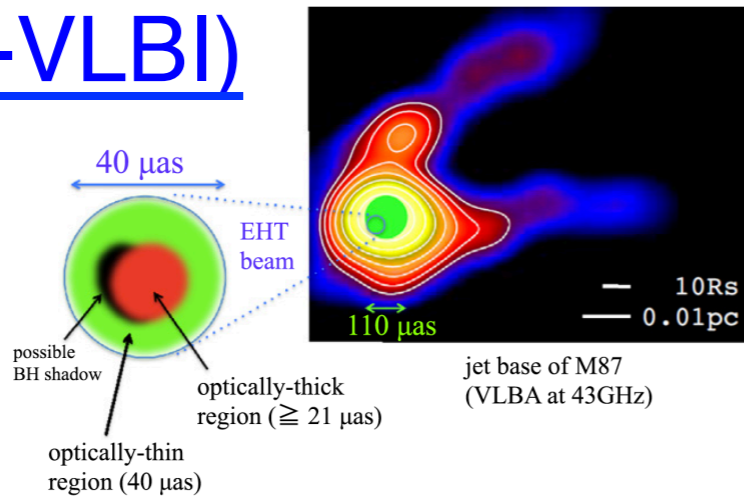 -VLBI)
40 μas
EHT
beam
110 μas
10Rs
0.01pc
possible
BH shadow
optically-thick
region (≧ 21 μas)
optically-thin
region (40 μas)
jet base of M87
(VLBA at 43GHz)